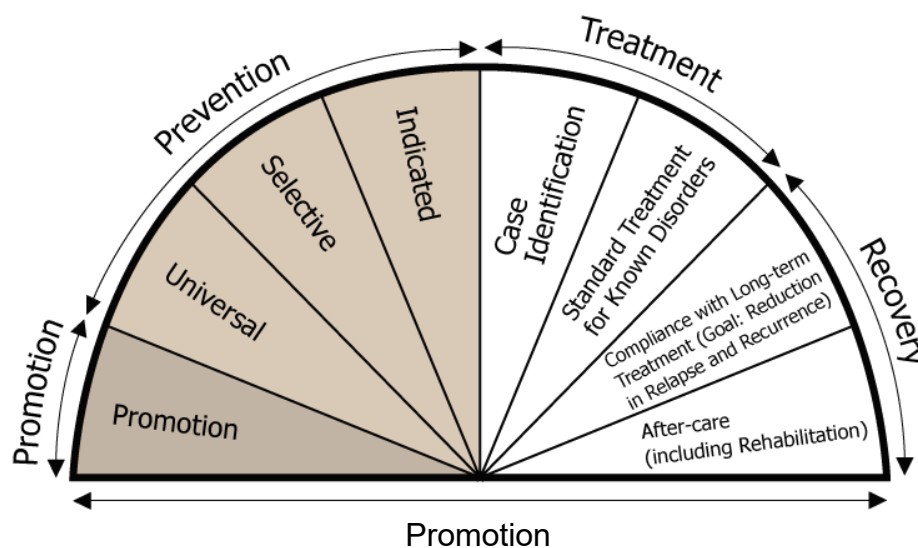 Promotion
Prevention
Treatment
Recovery
Promotion
Universal
Selective
Indicated
Case
Identification
Standard Treatment
for Known Disorders
Compliance with Long-term
Treatment (Goal: Reduction
in Relapse and Recurrence)
After-care
(including Rehabilitation)
Promotion